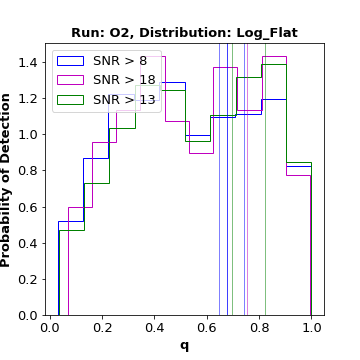 Run: O2, Distribution: Log_Flat
SNR > 8
SNR > 18
SNR > 13
Probability of Detection
1.4
1.2
1.0
0.8
0.6
0.4
0.2
0.0
0.0 0.2 0.4 0.6 0.8 1.0
q